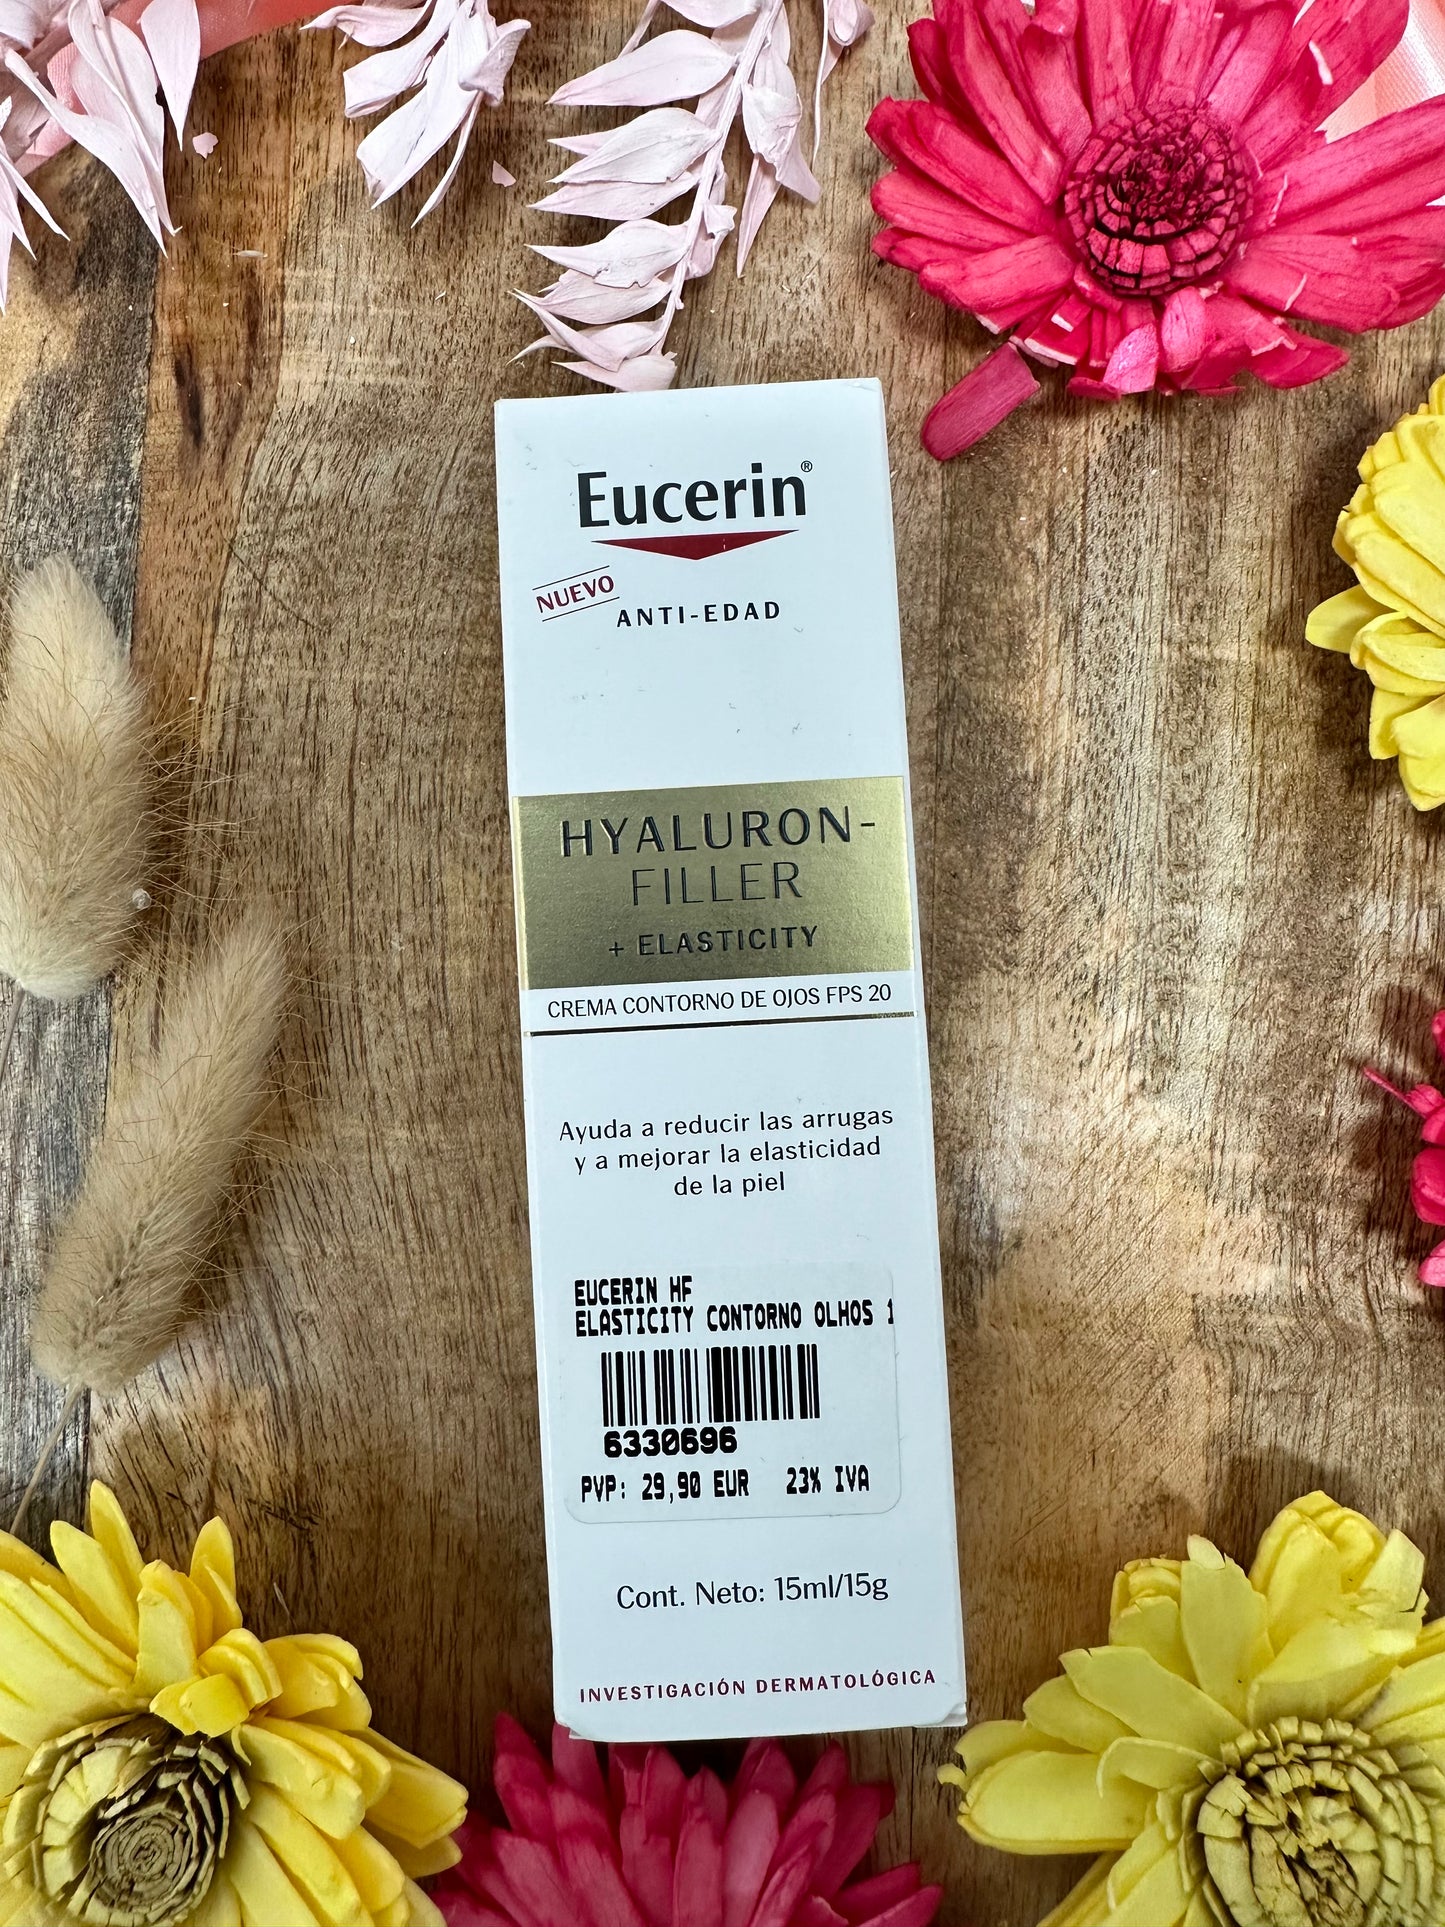 Eucerin®
NUEVO
ANTI-EDAD
HYALURON-
FILLER
+ ELASTICITY
CREMA CONTORNO DE OJOS FPS 20
Ayuda a reducir las arrugas
y a mejorar la elasticidad
de la piel
EUCERIN HF
ELASTICITY CONTORNO OLHOS 1
6330696
PVP: 29,90 EUR 23% IVA
Cont. Neto: 15ml/15g
INVESTIGACIÓN DERMATOLÓGICA